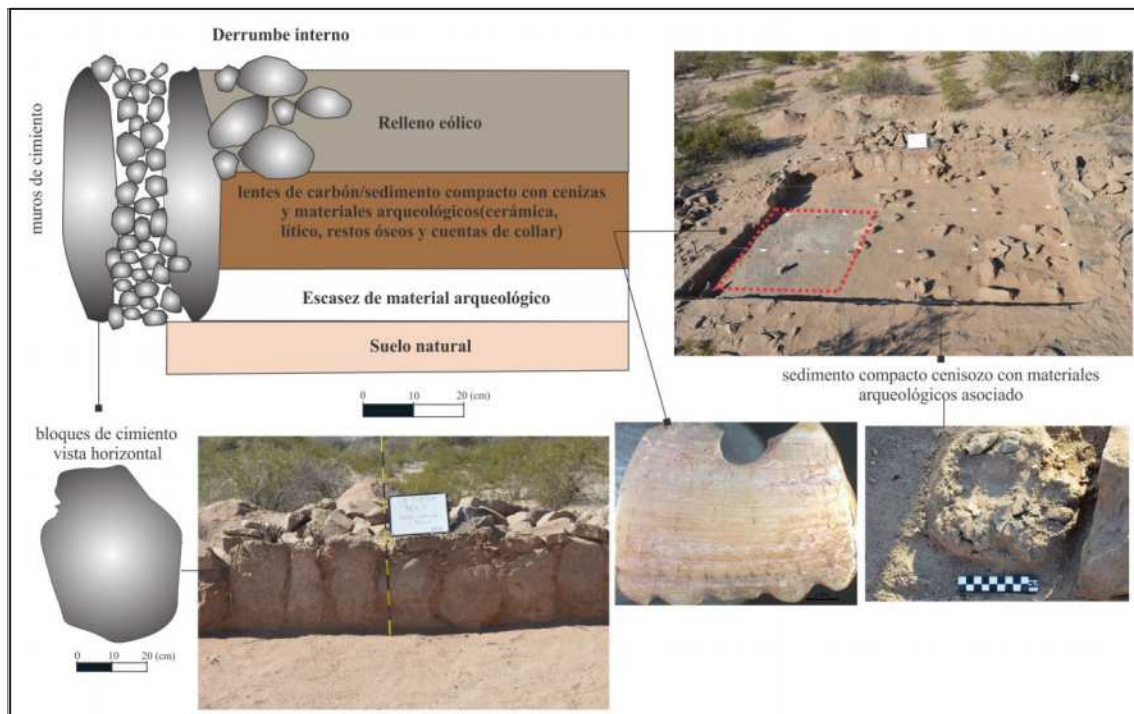 Derrumbe interno
muros de cimiento
Relleno eólico
lentes de carbón/sedimento compacto con cenizas
y materiales arqueológicos(cerámica,
lítico, restos óseos y cuentas de collar)
Escasez de material arqueológico
Suelo natural
0 10 20 (cm)
sedimento compacto cenisozo con materiales
arqueológicos asociado
bloques de cimiento
vista horizontal
0 10 20 (cm)